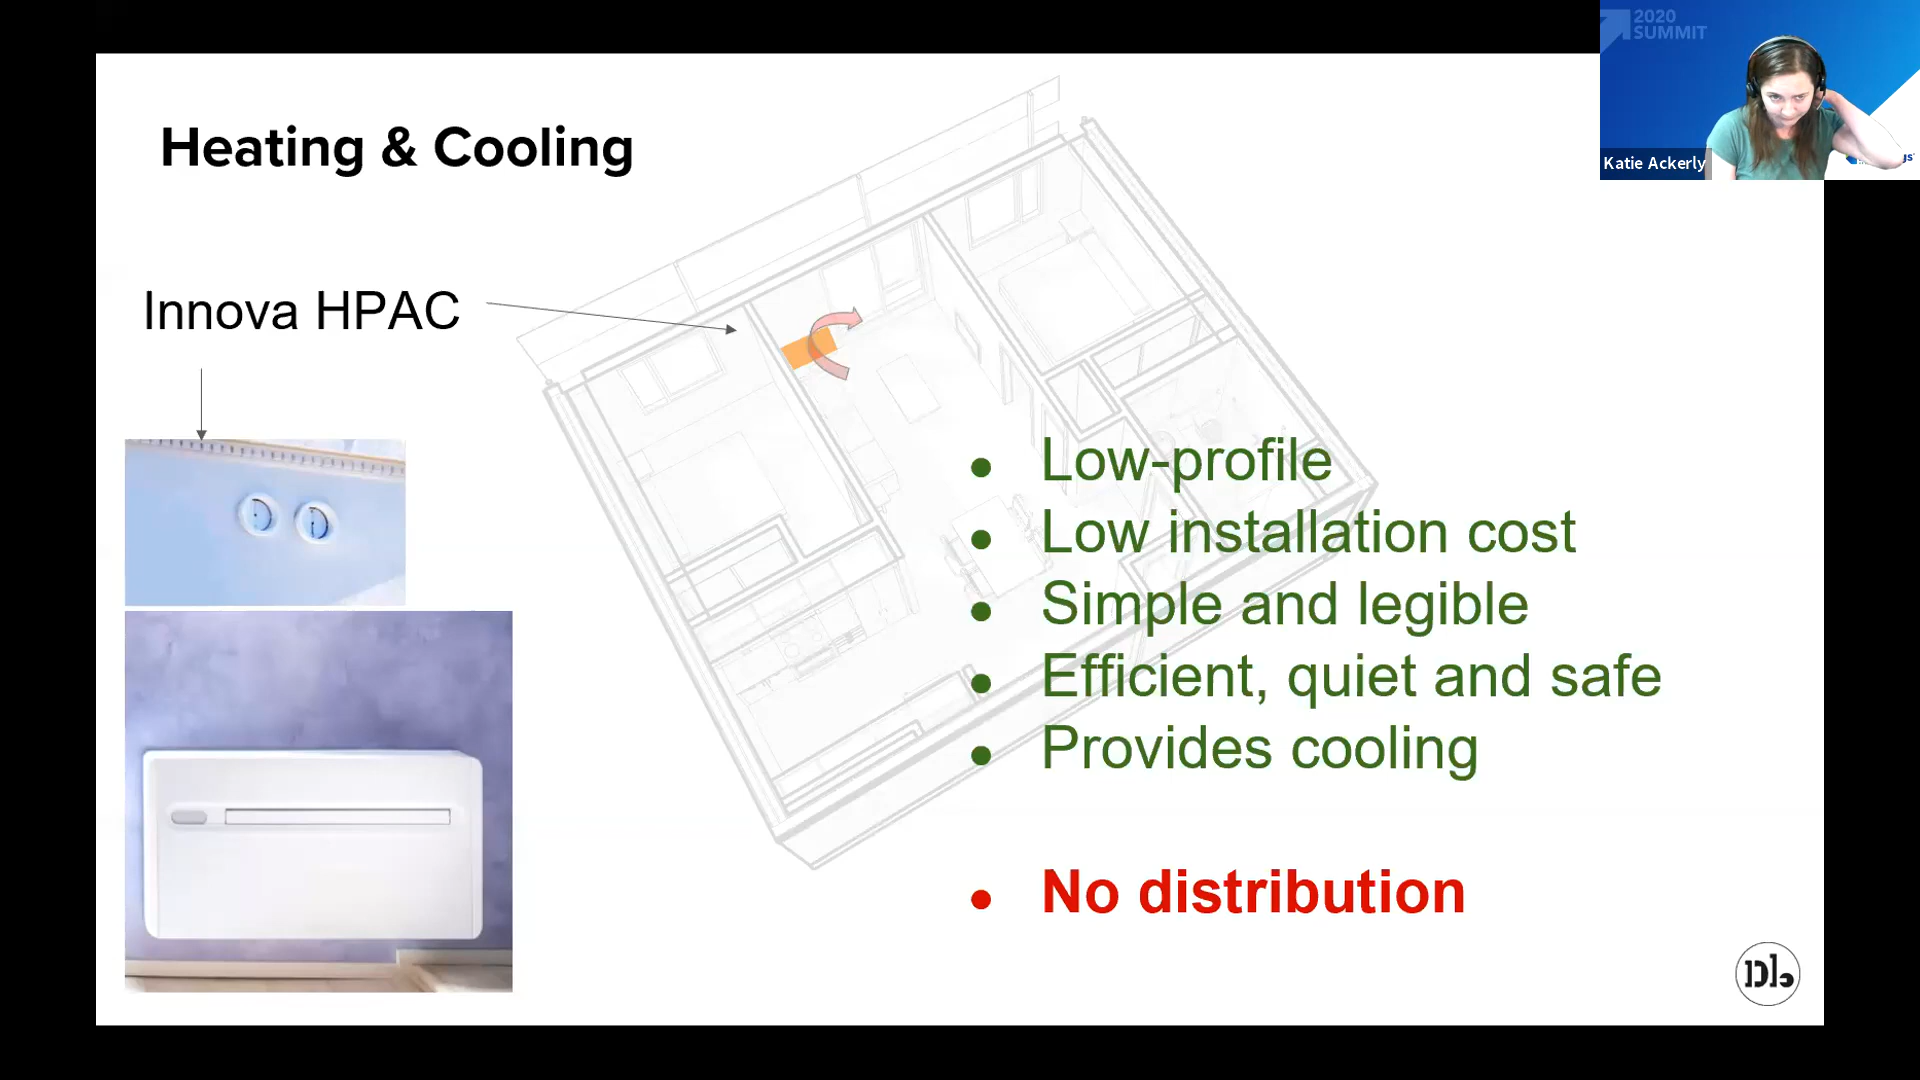 2020
SUMMIT
Katie Ackerly
Heating & Cooling
Innova HPAC
Low-profile
Low installation cost
Simple and legible
Efficient, quiet and safe
Provides cooling
No distribution